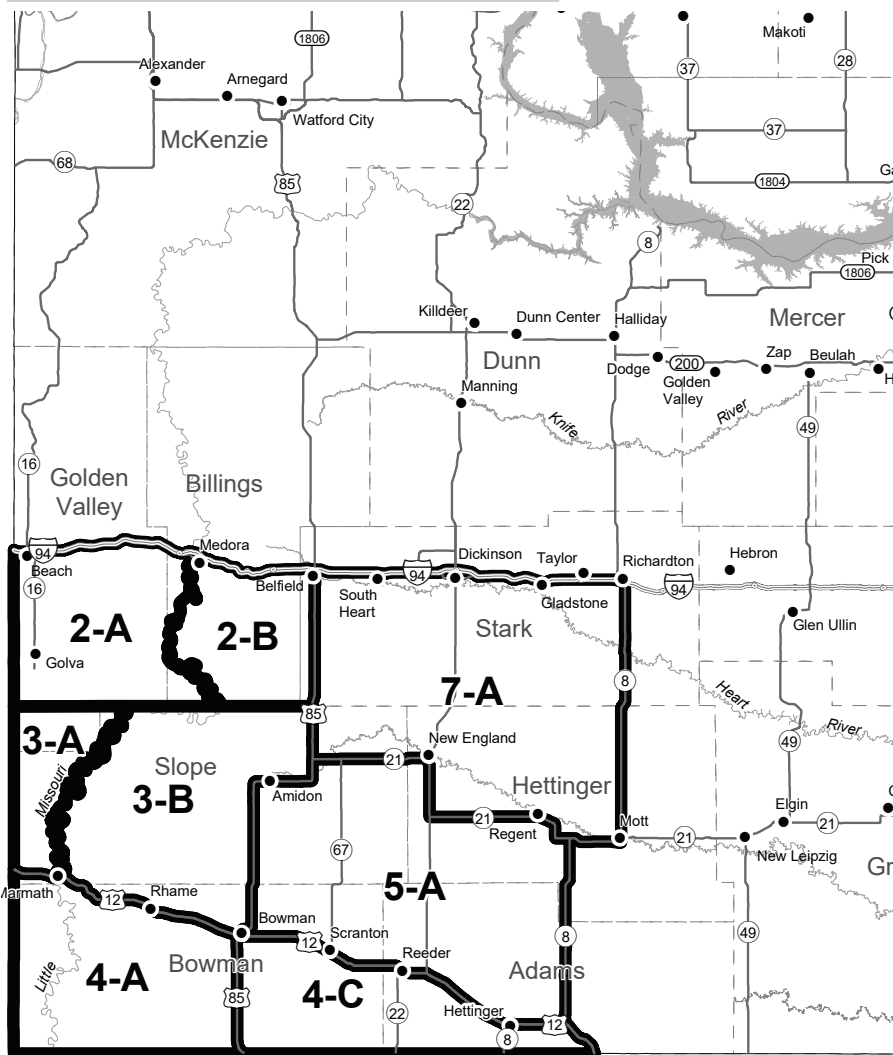 1806
Makoti
Alexander
37
28
Arnegard
Watford City
McKenzie
37
68
85
1804
Ga
22
8
Pick
1806
Killdeer
Dunn Center
Halliday
Mercer
Dunn
Zap
Beulah
Dodge
200
Golden
Valley
H
Manning
Knife
River
49
16
Golden
Valley
Billings
94
Medora
Dickinson
Taylor
Richardton
Hebron
Beach
Belfield
94
South
Heart
Gladstone
94
16
2-A
2-B
Stark
Glen Ullin
Golva
7-A
8
Heart
River
85
3-A
New England
49
Slope
21
Missouri
3-B
Amidon
Hettinger
Elgin
21
Regent
Mott
21
21
New Leipzig
67
Gr
Marmath
5-A
12
Rhame
Bowman
12
Scranton
8
49
Reeder
Bowman
Adams
Little
4-A
85
4-C
22
Hettinger
12
8